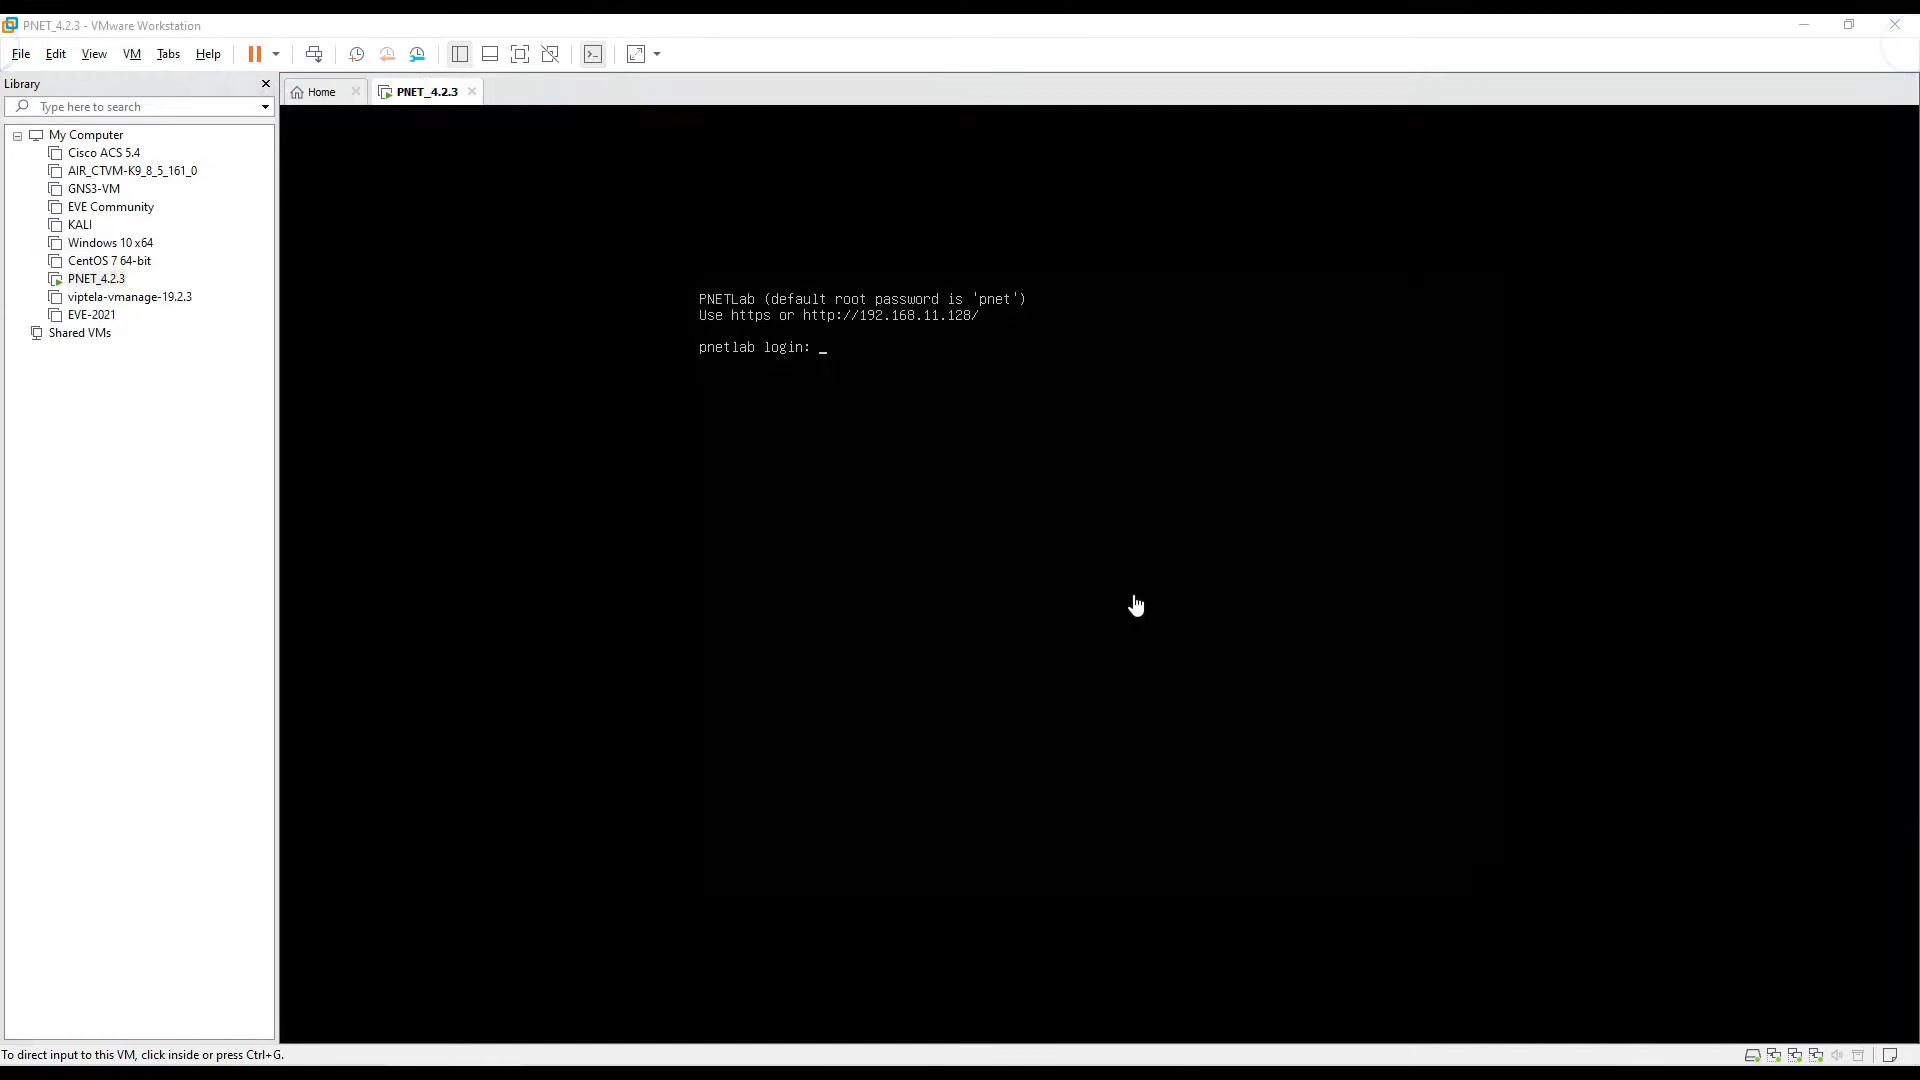 PNET_4.2.3 - VMware Workstation
File Edit View VM Tabs Help
Library
Type here to search
Home
PNET_4.2.3
My Computer
Cisco ACS 5.4
AIR_CTVM-K9_8_5_161_0
GNS3-VM
EVE Community
KALI
Windows 10 x64
CentOS 7 64-bit
PNET_4.2.3
viptela-vmanage-19.2.3
EVE-2021
Shared VMs
PNETLab (default root password is 'pnet')
Use https or http://192.168.11.128/
pnetlab login: _
To direct input to this VM, click inside or press Ctrl+G.